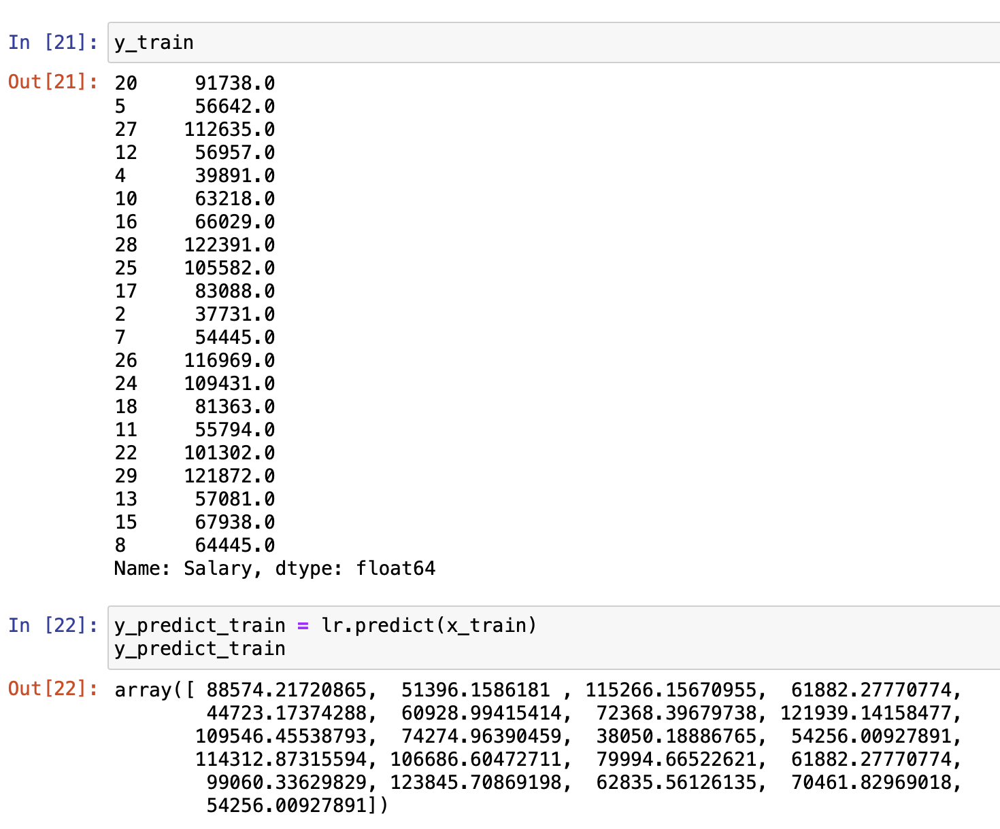 In [21]: y_train
Out[21]: 20     91738.0
5      56642.0
27    112635.0
12     56957.0
4      39891.0
10     63218.0
16     66029.0
28    122391.0
25    105582.0
17     83088.0
2      37731.0
7      54445.0
26    116969.0
24    109431.0
18     81363.0
11     55794.0
22    101302.0
29    121872.0
13     57081.0
15     67938.0
8      64445.0
Name: Salary, dtype: float64
In [22]: y_predict_train = lr.predict(x_train)
y_predict_train
Out[22]: array([ 88574.21720865,  51396.1586181 , 115266.15670955,  61882.27770774,
44723.17374288,  60928.99415414,  72368.39679738, 121939.14158477,
109546.45538793,  74274.96390459,  38050.18886765,  54256.00927891,
114312.87315594, 106686.60472711,  79994.66522621,  61882.27770774,
99060.33629829, 123845.70869198,  62835.56126135,  70461.82969018,
54256.00927891])